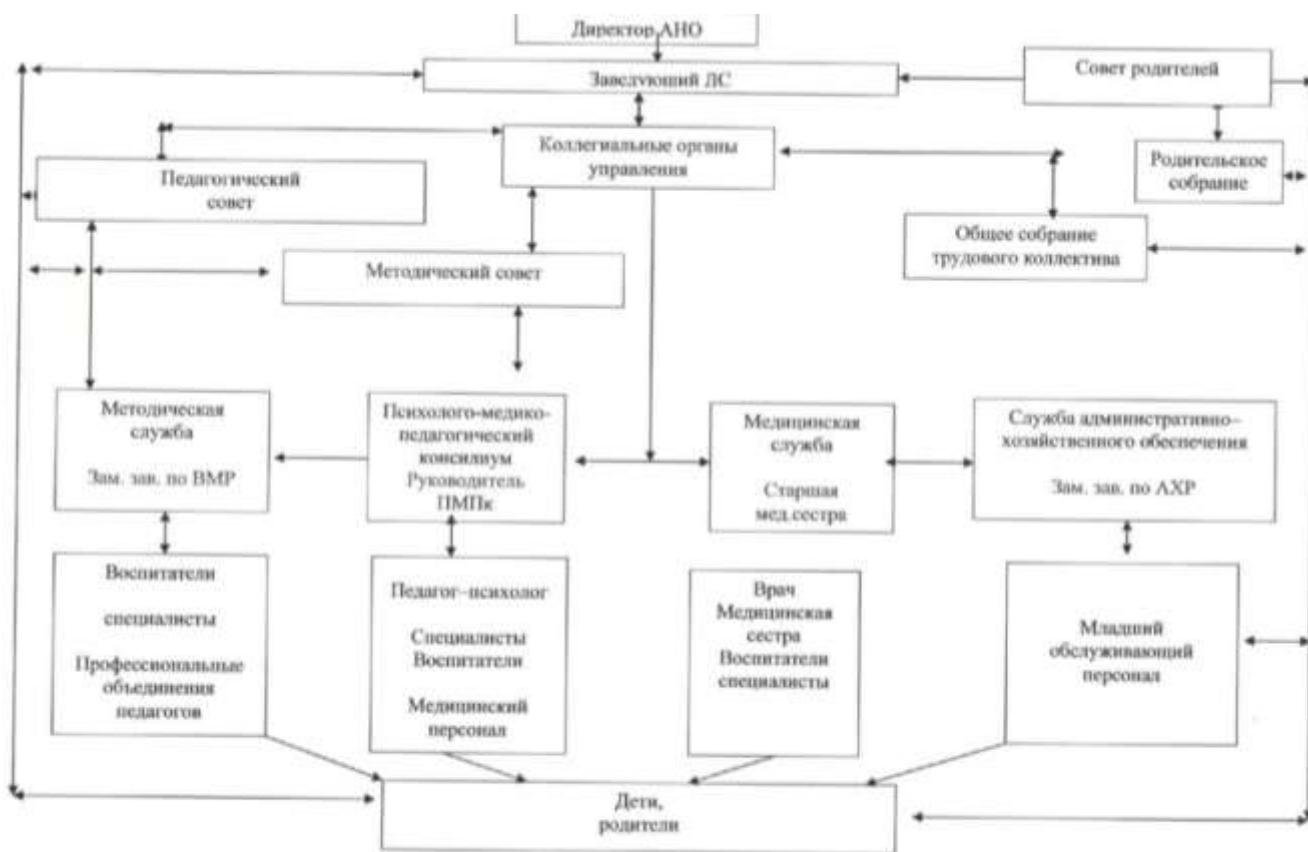 Директор АНО
Заведующий ДС
Совет родителей
Коллегиальные органы
управления
Родительское
собрание
Педагогический
совет
Общее собрание
трудового коллектива
Методический совет
Методическая
служба
Зам. зав. по ВМР
Психолого-медико-
педагогический
консилиум
Руководитель
ПМПк
Медицинская
служба
Старшая
мед.сестра
Служба административно–
хозяйственного обеспечения
Зам. зав. по АХР
Воспитатели
специалисты
Профессиональные
объединения
педагогов
Педагог–психолог
Специалисты
Воспитатели
Медицинский
персонал
Врач
Медицинская
сестра
Воспитатели
специалисты
Младший
обслуживающий
персонал
Дети,
родители